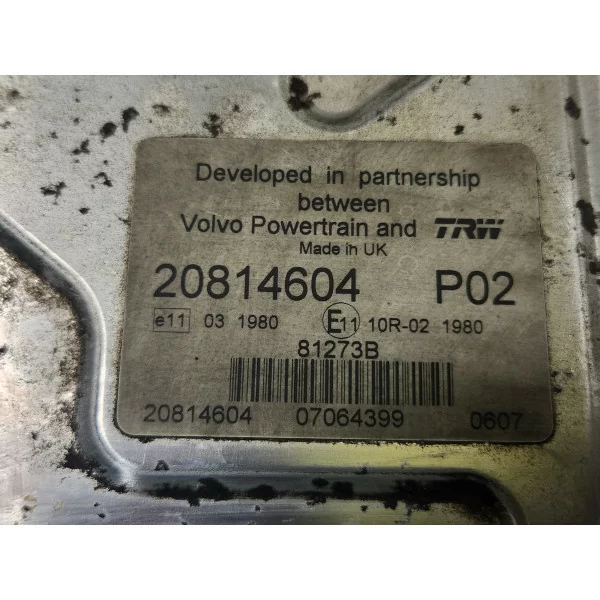 Developed in partnership
between
Volvo Powertrain and TRW
Made in UK
20814604 P02
e11 03 1980 E11 10R-02 1980
81273B
20814604 07064399 0607